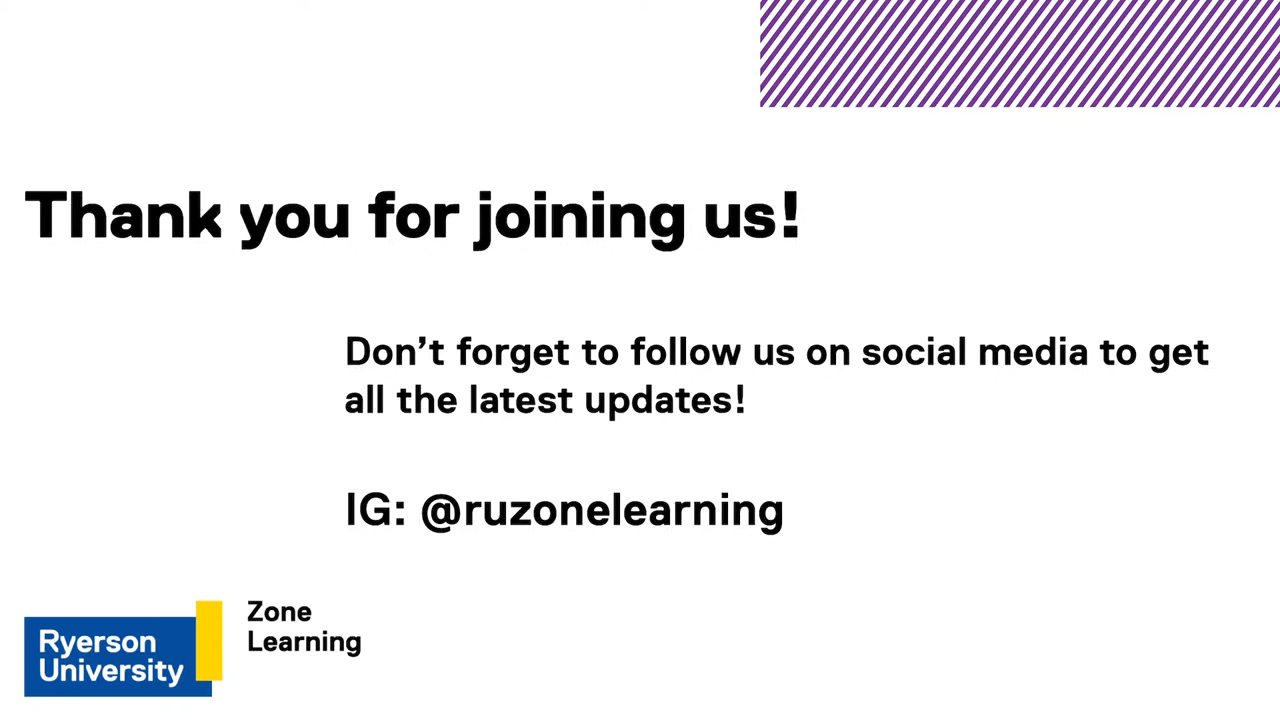 Thank you for joining us!
Don’t forget to follow us on social media to get
all the latest updates!
IG: @ruzonelearning
Ryerson
University
Zone
Learning